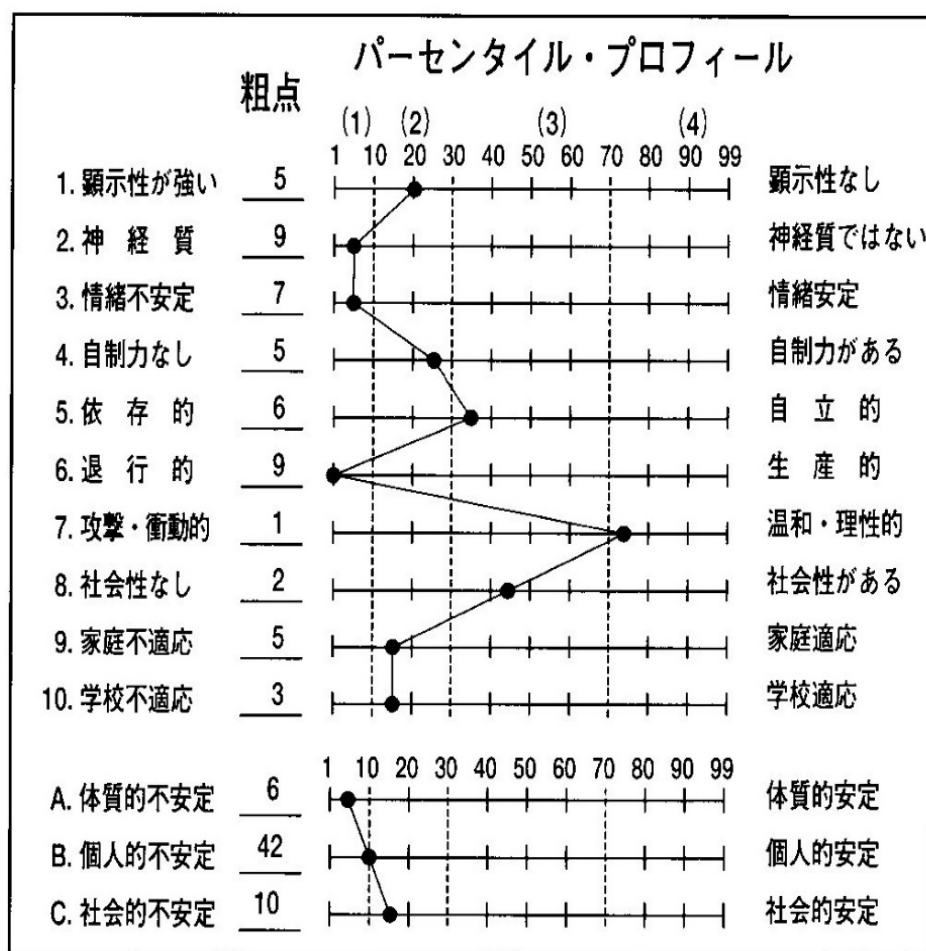 パーセンタイル・プロフィール
粗点
(1) (2) (3) (4)
1 10 20 30 40 50 60 70 80 90 99
1. 顕示性が強い 5 顕示性なし
2. 神経質 9 神経質ではない
3. 情緒不安定 7 情緒安定
4. 自制力なし 5 自制力がある
5. 依存的 6 自立的
6. 退行的 9 生産的
7. 攻撃・衝動的 1 温和・理性的
8. 社会性なし 2 社会性がある
9. 家庭不適応 5 家庭適応
10. 学校不適応 3 学校適応
1 10 20 30 40 50 60 70 80 90 99
A. 体質的不安定 6 体質的安定
B. 個人的不安定 42 個人的安定
C. 社会的不安定 10 社会的安定